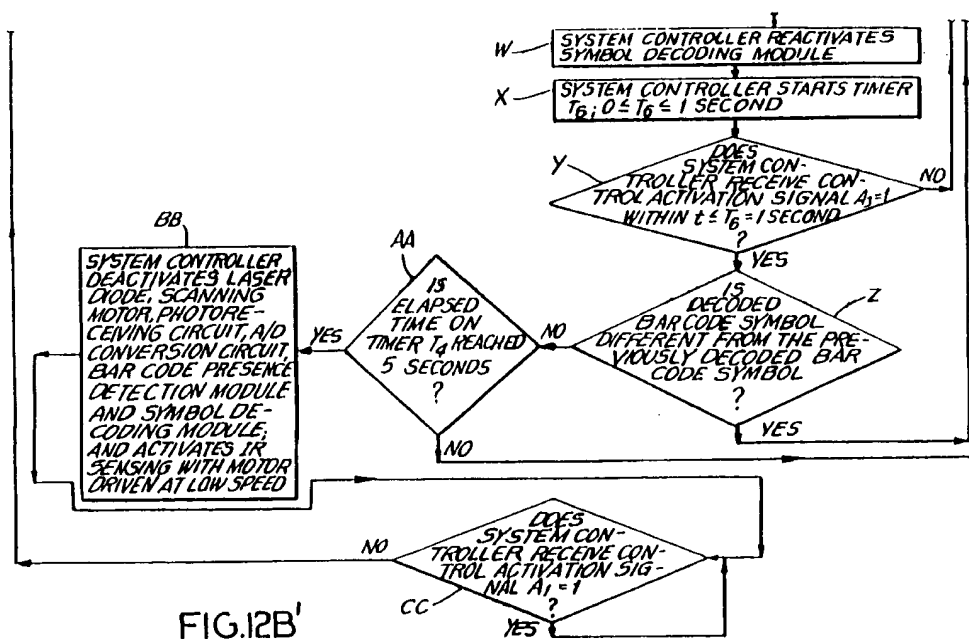 W
SYSTEM CONTROLLER REACTIVATES
SYMBOL DECODING MODULE
X
SYSTEM CONTROLLER STARTS TIMER
T6; 0 ≤ T6 ≤ 1 SECOND
Y
DOES
SYSTEM CON-
TROLLER RECEIVE CON-
TROL ACTIVATION SIGNAL A3=1
WITHIN t ≤ T6 = 1 SECOND
?
NO
YES
Z
IS
DECODED
BAR CODE SYMBOL
DIFFERENT FROM THE PRE-
VIOUSLY DECODED BAR
CODE SYMBOL
?
NO
YES
AA
IS
ELAPSED
TIME ON
TIMER T4 REACHED
5 SECONDS
?
YES
NO
BB
SYSTEM CONTROLLER
DEACTIVATES LASER
DIODE, SCANNING
MOTOR, PHOTORE-
CEIVING CIRCUIT, A/D
CONVERSION CIRCUIT,
BAR CODE PRESENCE
DETECTION MODULE
AND SYMBOL DE-
CODING MODULE,
AND ACTIVATES IR
SENSING WITH MOTOR
DRIVEN AT LOW SPEED
DOES
SYSTEM CON-
TROLLER RECEIVE CON-
TROL ACTIVATION SIG-
NAL A1=1
?
NO
CC
YES
FIG.12B'